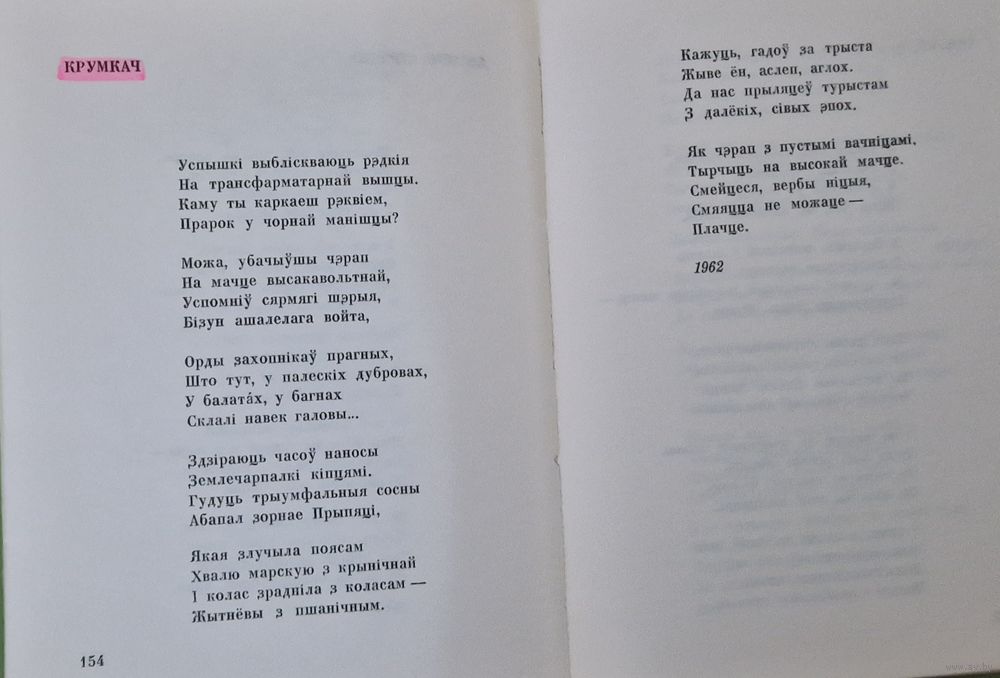 КРУМКАЧ
Успышкі выбліскваюць рэдкія
На трансфарматарнай вышцы.
Каму ты каркаеш рэквіем,
Прарок у чорнай манішцы?
Можа, убачыўшы чэрап
На мачце высакавольтнай,
Успомніў сярмягі шэрыя,
Бізун ашалелага войта,
Орды захопнікаў прагных,
Што тут, у палескіх дубровах,
У балата́х, у багнах
Склалі навек галовы...
Здзіраюць часоў наносы
Землечарпалкі кіпцямі.
Гудуць трыумфальныя сосны
Абапал зорнае Прыпяці,
Якая злучыла поясам
Хвалю марскую з крынічнай
І колас зрадніла з коласам —
Жытнёвы з пшанічным.
154
Кажуць, гадоў за трыста
Жыве ён, аслеп, аглох.
Да нас прыляцеў турыстам
З далёкіх, сівых эпох.
Як чэрап з пустымі вачніцамі.
Тырчыць на высокай мачце.
Смейцеся, вербы ніцыя,
Смяяцца не можаце —
Плачце.
1962
www.ay.by